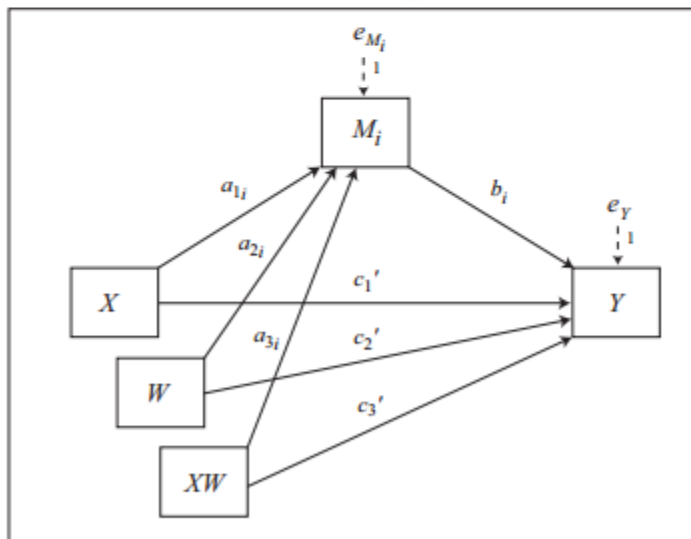 e_{M_i}
1
M_i
a_{1i}
b_i
e_Y
1
a_{2i}
X
c_1′
Y
a_{3i}
c_2′
W
c_3′
XW